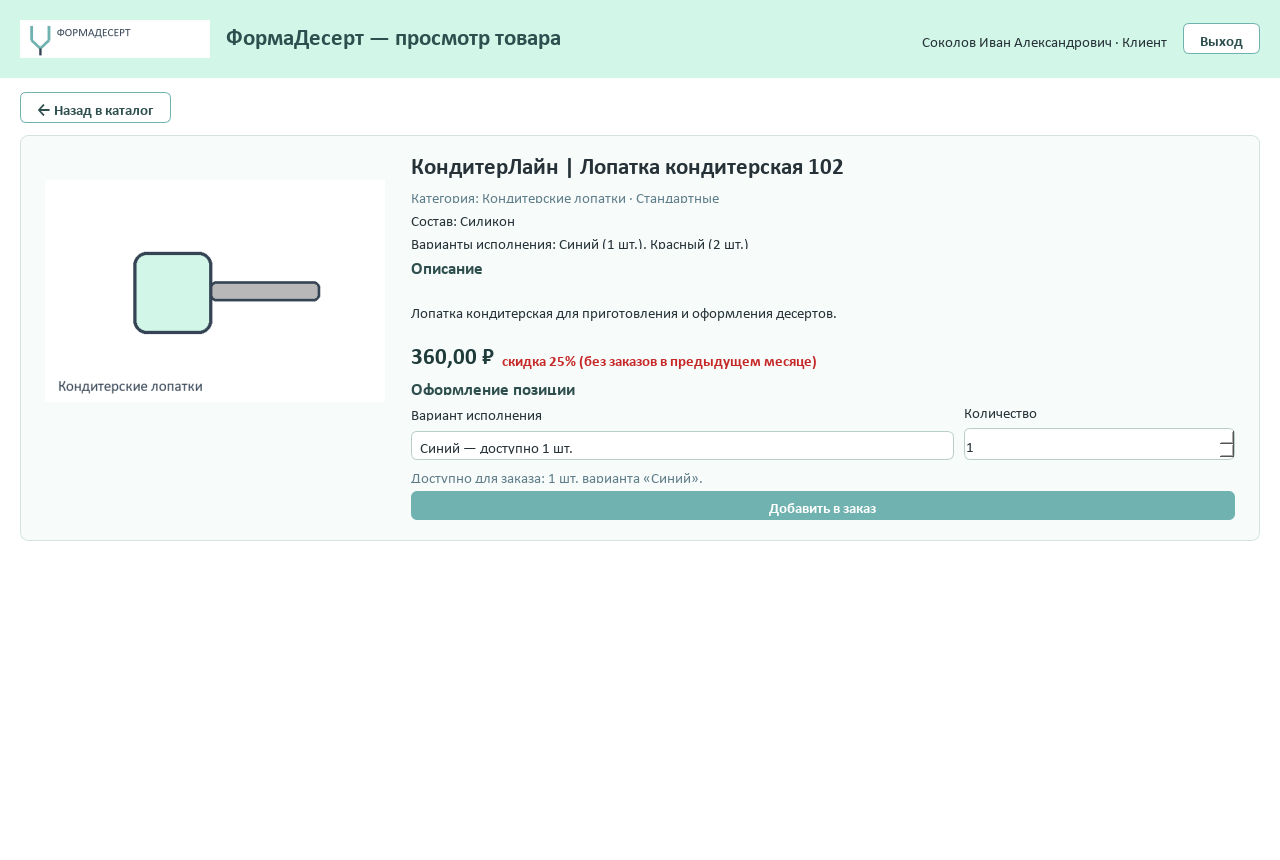 ФОРМАДЕСЕРТ
ФормаДесерт — просмотр товара
Соколов Иван Александрович · Клиент
Выход
← Назад в каталог
КондитерЛайн | Лопатка кондитерская 102
Категория: Кондитерские лопатки · Стандартные
Состав: Силикон
Варианты исполнения: Синий (1 шт.), Красный (2 шт.)
Описание
Лопатка кондитерская для приготовления и оформления десертов.
360,00 ₽ скидка 25% (без заказов в предыдущем месяце)
Кондитерские лопатки
Оформление позиции
Вариант исполнения
Количество
Синий — доступно 1 шт.
1
Доступно для заказа: 1 шт. варианта «Синий».
Добавить в заказ